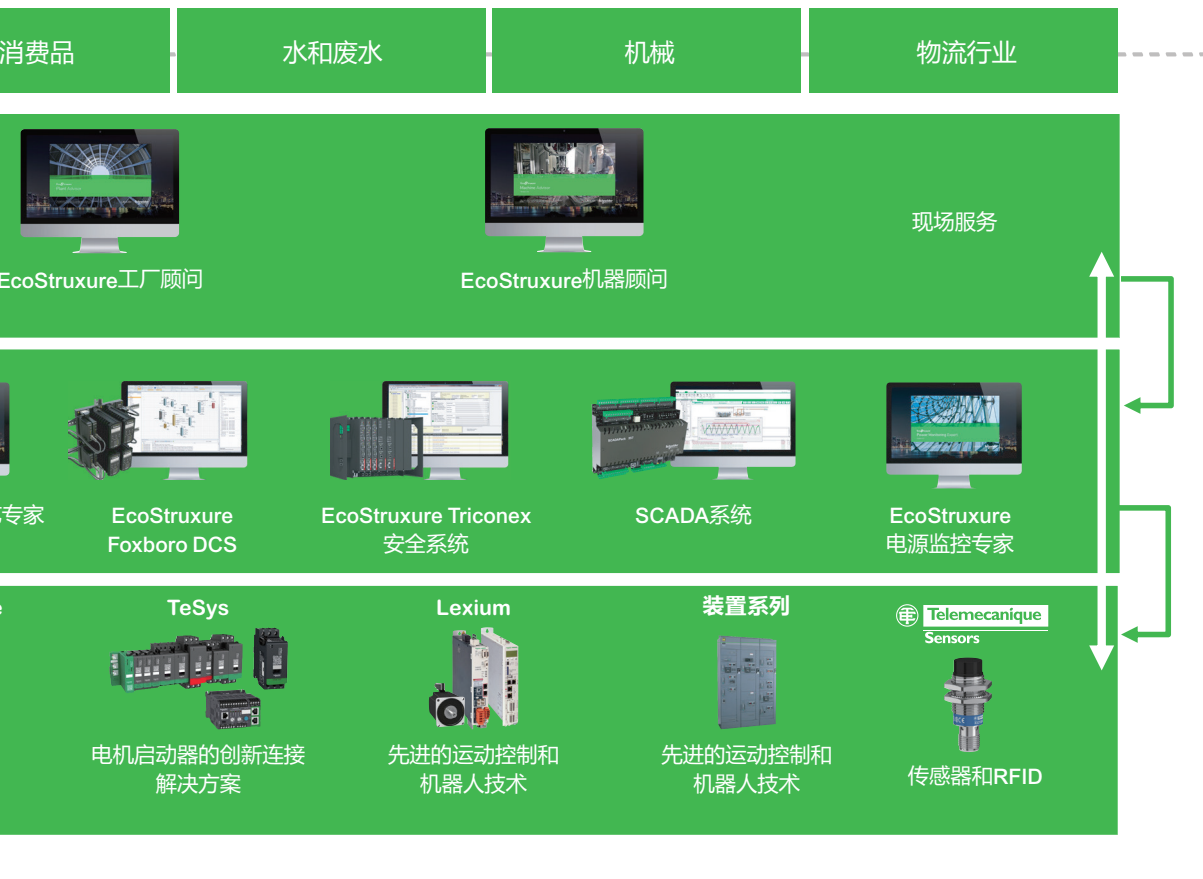 消费品
水和废水
机械
物流行业
现场服务
EcoStruxure工厂顾问
EcoStruxure机器顾问
专家
EcoStruxure
Foxboro DCS
EcoStruxure Triconex
安全系统
SCADA系统
EcoStruxure
电源监控专家
e
TeSys
Lexium
装置系列
Telemecanique
Sensors
电机启动器的创新连接
解决方案
先进的运动控制和
机器人技术
先进的运动控制和
机器人技术
传感器和RFID